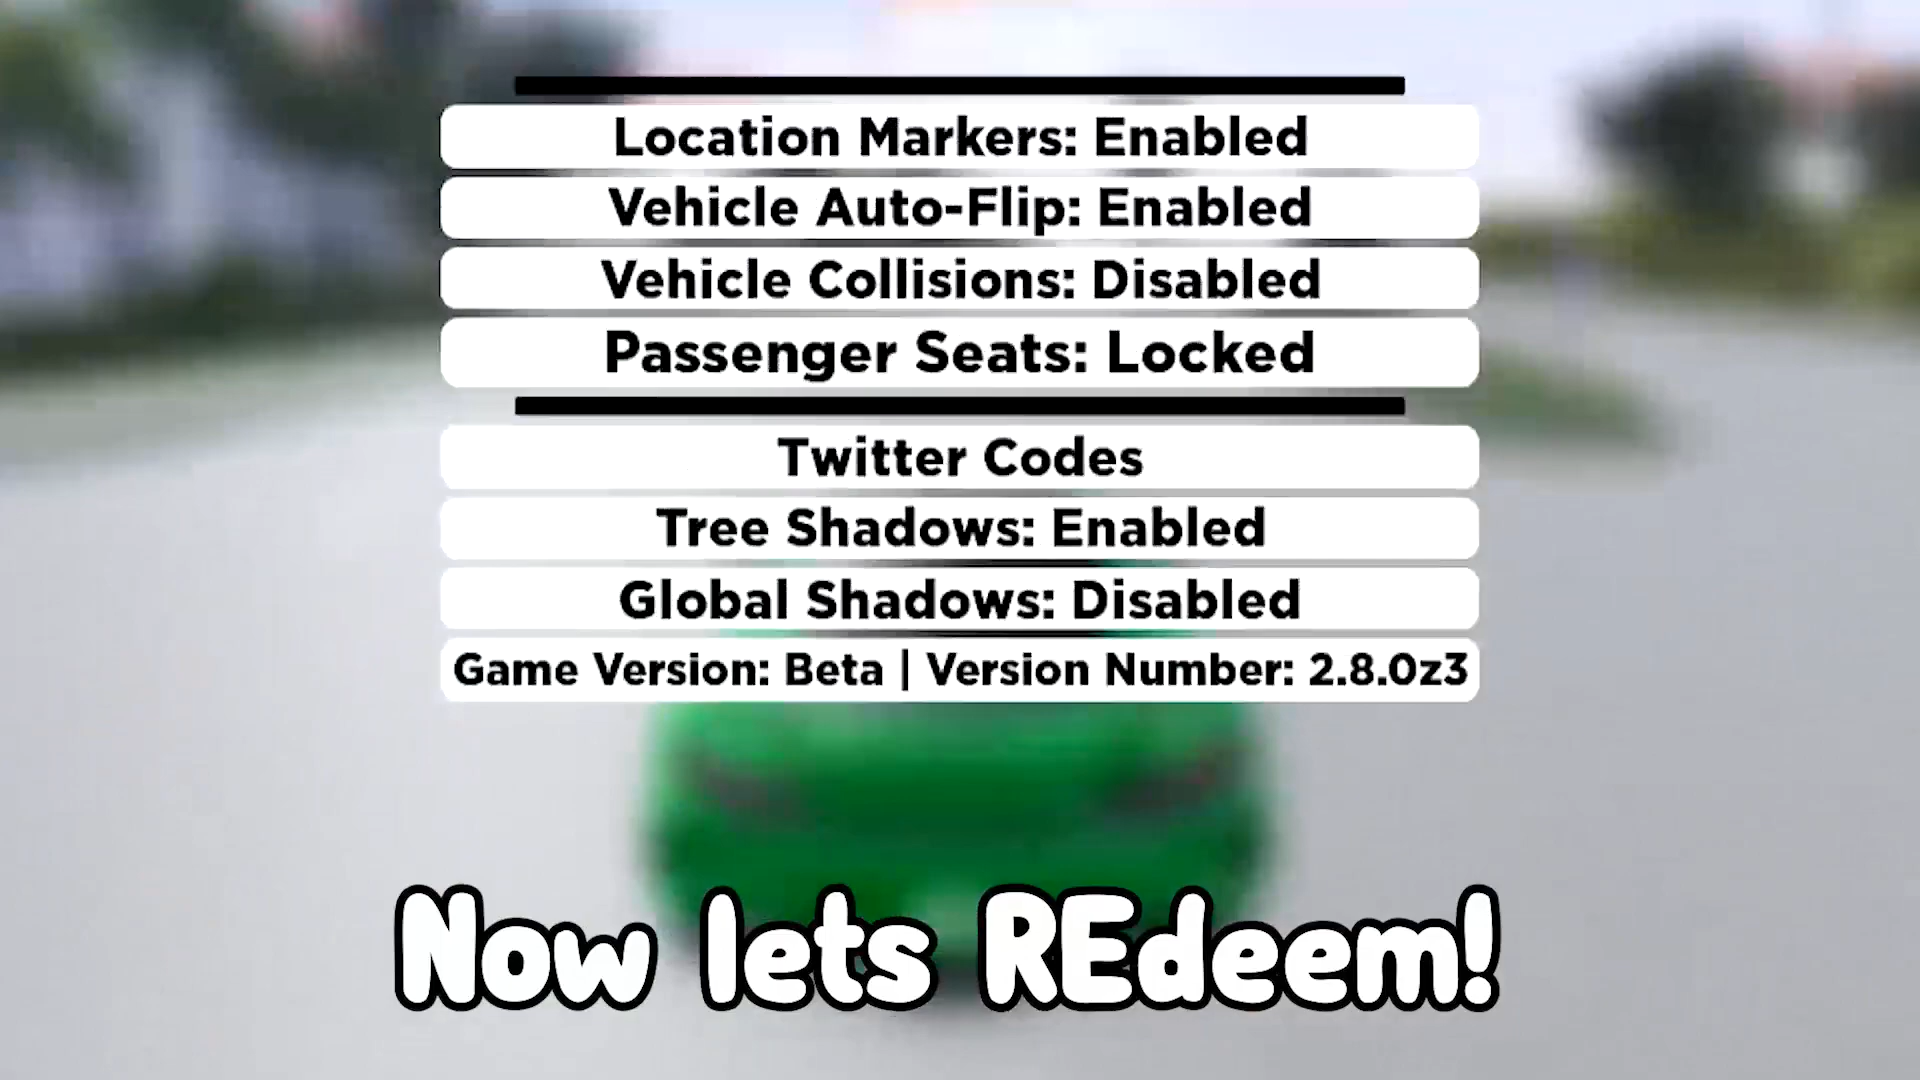 Location Markers: Enabled
Vehicle Auto-Flip: Enabled
Vehicle Collisions: Disabled
Passenger Seats: Locked
Twitter Codes
Tree Shadows: Enabled
Global Shadows: Disabled
Game Version: Beta | Version Number: 2.8.0z3
Now lets REdeem!